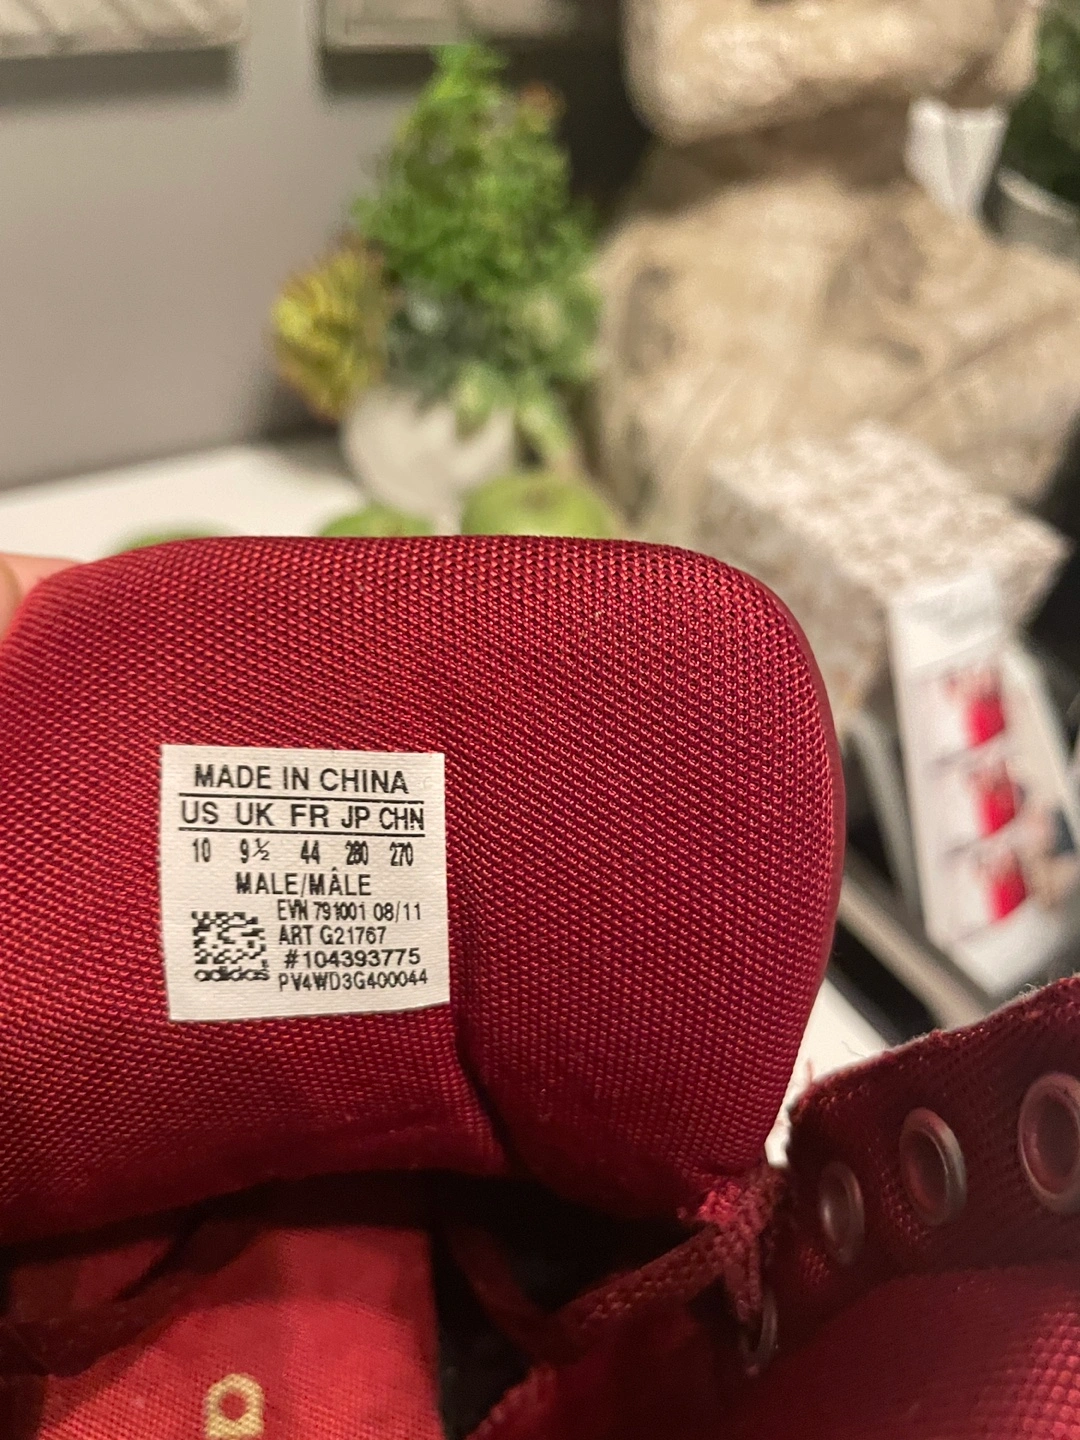 MADE IN CHINA
US UK FR JP CHN
10 9½ 44 280 270
MALE/MÂLE
EVN 791001 08/11
ART G21767
#104393775
adidas
PV4WD3G400044